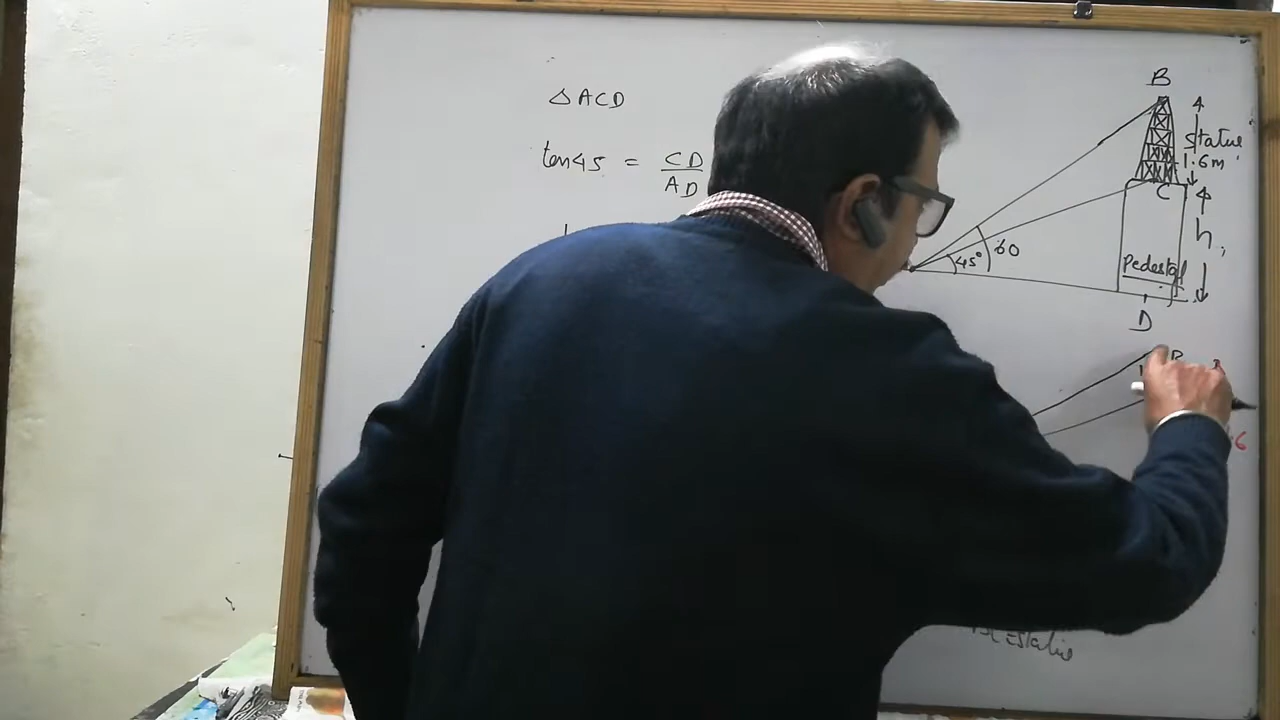 △ ACD
tan45 = CD
AD
B
statue
1.6m
C
h
60
45°
Pedestal
D
B